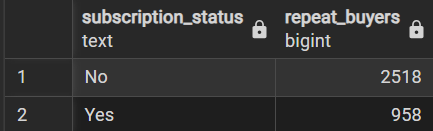 subscription_status repeat_buyers
text bigint
1 No 2518
2 Yes 958